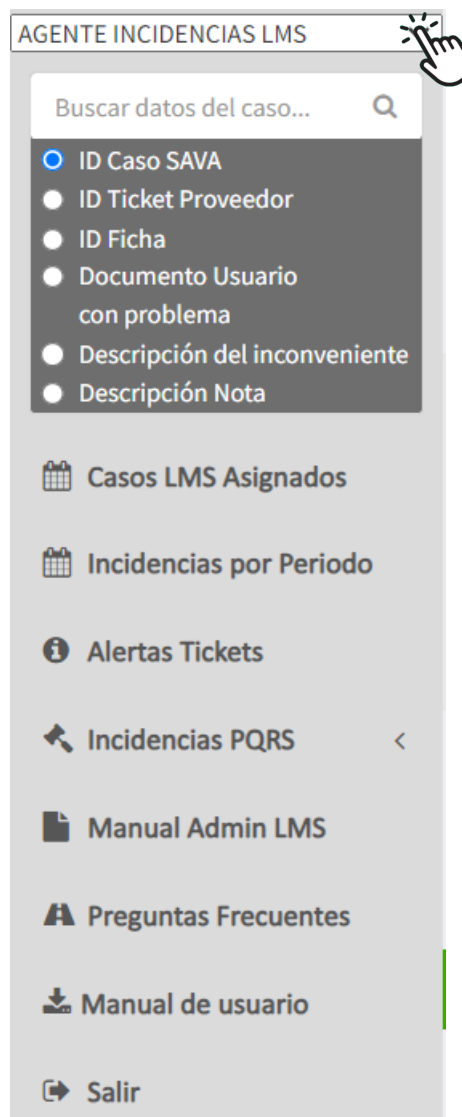 AGENTE INCIDENCIAS LMS
Buscar datos del caso...
ID Caso SAVA
ID Ticket Proveedor
ID Ficha
Documento Usuario
con problema
Descripción del inconveniente
Descripción Nota
Casos LMS Asignados
Incidencias por Periodo
Alertas Tickets
Incidencias PQRS
Manual Admin LMS
Preguntas Frecuentes
Manual de usuario
Salir